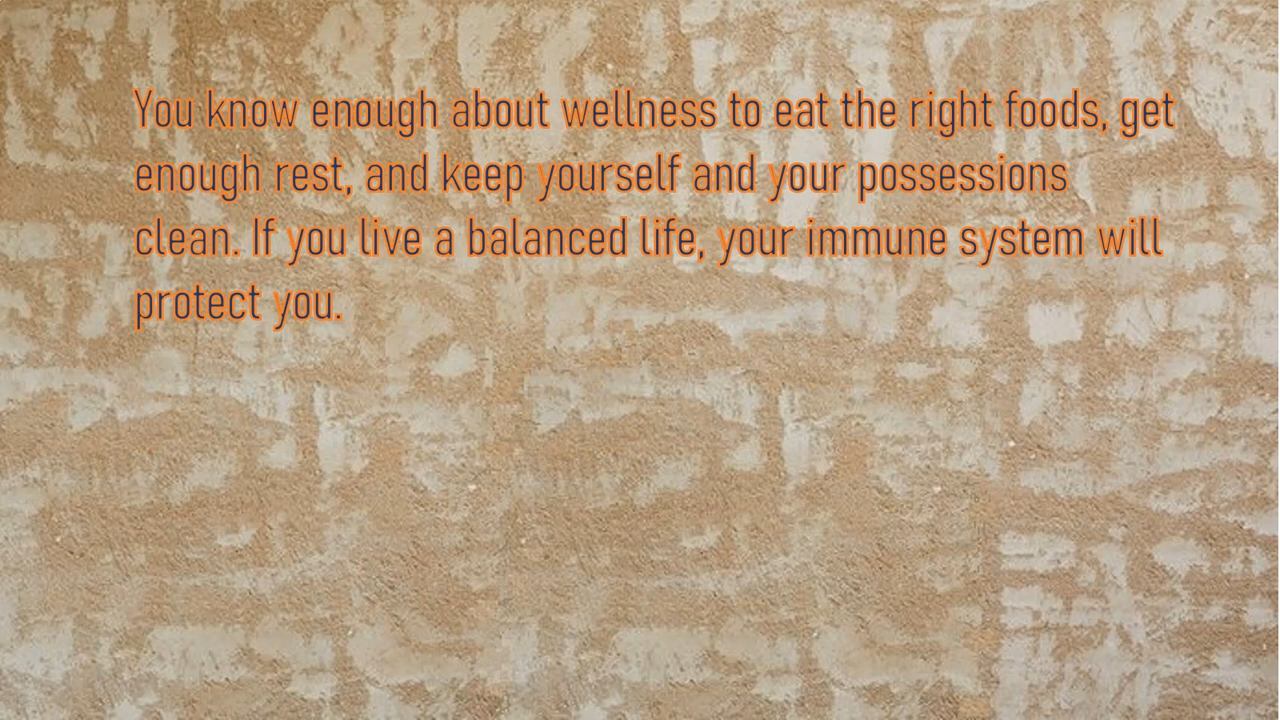 You know enough about wellness to eat the right foods, get
enough rest, and keep yourself and your possessions
clean. If you live a balanced life, your immune system will
protect you.